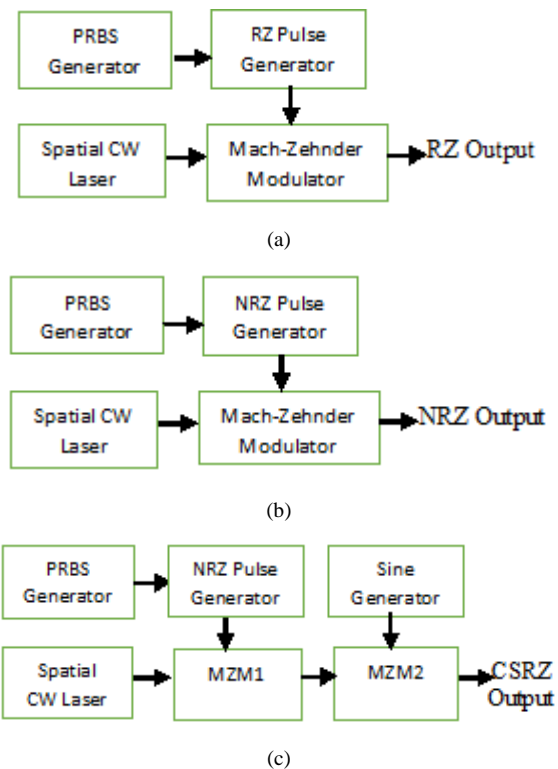 PRBS
Generator
RZ Pulse
Generator
Spatial CW
Laser
Mach-Zehnder
Modulator
RZ Output
(a)
PRBS
Generator
NRZ Pulse
Generator
Spatial CW
Laser
Mach-Zehnder
Modulator
NRZ Output
(b)
PRBS
Generator
NRZ Pulse
Generator
Sine
Generator
Spatial
CW Laser
MZM1
MZM2
CSRZ
Output
(c)